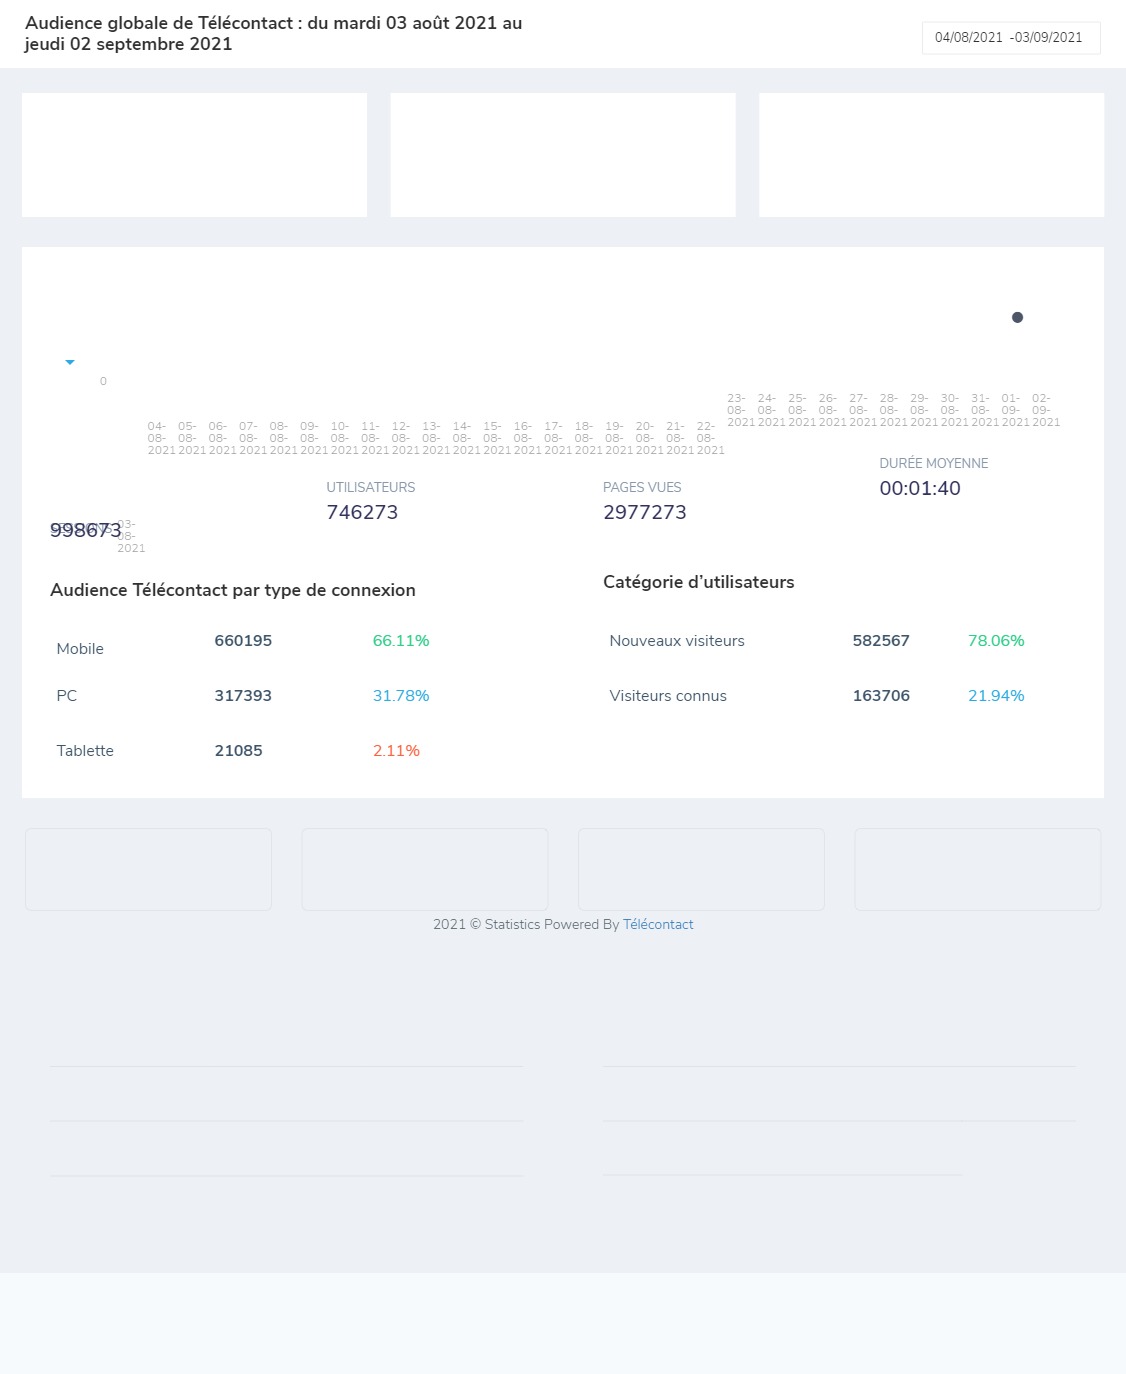 Audience globale de Télécontact : du mardi 03 août 2021 au
jeudi 02 septembre 2021
04/08/2021 -03/09/2021
0
04-08-2021 05-08-2021 06-08-2021 07-08-2021 08-08-2021 09-08-2021 10-08-2021 11-08-2021 12-08-2021 13-08-2021 14-08-2021 15-08-2021 16-08-2021 17-08-2021 18-08-2021 19-08-2021 20-08-2021 21-08-2021 22-08-2021 23-08-2021 24-08-2021 25-08-2021 26-08-2021 27-08-2021 28-08-2021 29-08-2021 30-08-2021 31-08-2021 01-09-2021 02-09-2021
UTILISATEURS
746273
PAGES VUES
2977273
DURÉE MOYENNE
00:01:40
SESSIONS
998673
03-08-2021
Audience Télécontact par type de connexion
Mobile 660195 66.11%
PC 317393 31.78%
Tablette 21085 2.11%
Catégorie d’utilisateurs
Nouveaux visiteurs 582567 78.06%
Visiteurs connus 163706 21.94%
2021 © Statistics Powered By Télécontact